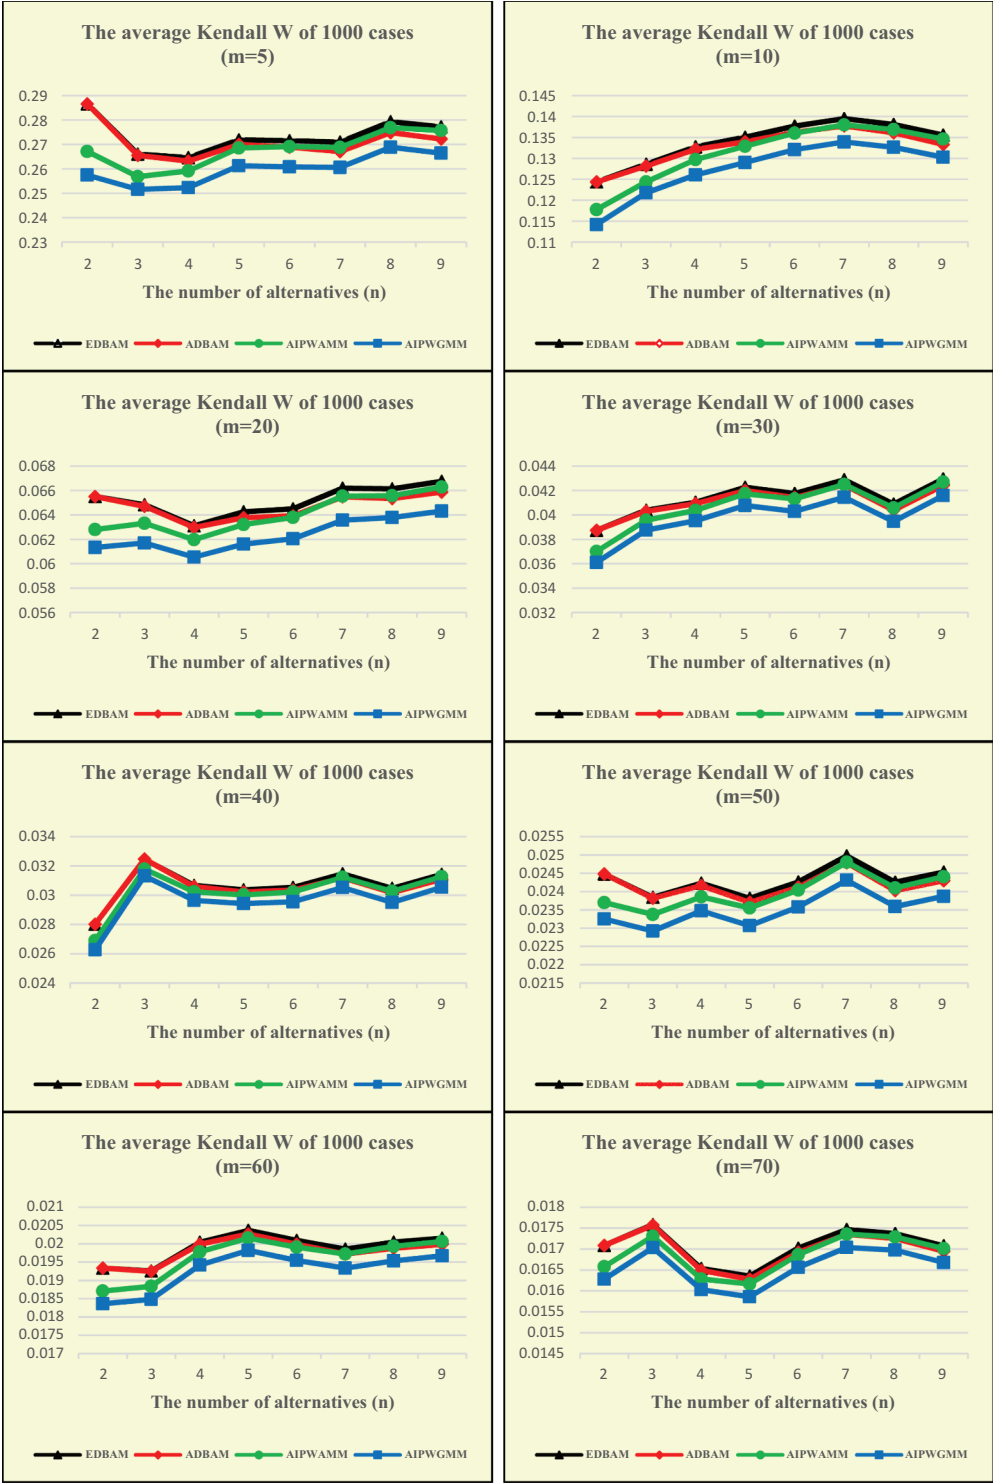 The average Kendall W of 1000 cases
(m=5)
0.29
0.28
0.27
0.26
0.25
0.24
0.23
2 3 4 5 6 7 8 9
The number of alternatives (n)
EDBAM ADBAM AIPWAMM AIPWGMM
The average Kendall W of 1000 cases
(m=10)
0.145
0.14
0.135
0.13
0.125
0.12
0.115
0.11
2 3 4 5 6 7 8 9
The number of alternatives (n)
EDBAM ADBAM AIPWAMM AIPWGMM
The average Kendall W of 1000 cases
(m=20)
0.068
0.066
0.064
0.062
0.06
0.058
0.056
2 3 4 5 6 7 8 9
The number of alternatives (n)
EDBAM ADBAM AIPWAMM AIPWGMM
The average Kendall W of 1000 cases
(m=30)
0.044
0.042
0.04
0.038
0.036
0.034
0.032
2 3 4 5 6 7 8 9
The number of alternatives (n)
EDBAM ADBAM AIPWAMM AIPWGMM
The average Kendall W of 1000 cases
(m=40)
0.034
0.032
0.03
0.028
0.026
0.024
2 3 4 5 6 7 8 9
The number of alternatives (n)
EDBAM ADBAM AIPWAMM AIPWGMM
The average Kendall W of 1000 cases
(m=50)
0.0255
0.025
0.0245
0.024
0.0235
0.023
0.0225
0.022
0.0215
2 3 4 5 6 7 8 9
The number of alternatives (n)
EDBAM ADBAM AIPWAMM AIPWGMM
The average Kendall W of 1000 cases
(m=60)
0.021
0.0205
0.02
0.0195
0.019
0.0185
0.018
0.0175
0.017
2 3 4 5 6 7 8 9
The number of alternatives (n)
EDBAM ADBAM AIPWAMM AIPWGMM
The average Kendall W of 1000 cases
(m=70)
0.018
0.0175
0.017
0.0165
0.016
0.0155
0.015
0.0145
2 3 4 5 6 7 8 9
The number of alternatives (n)
EDBAM ADBAM AIPWAMM AIPWGMM